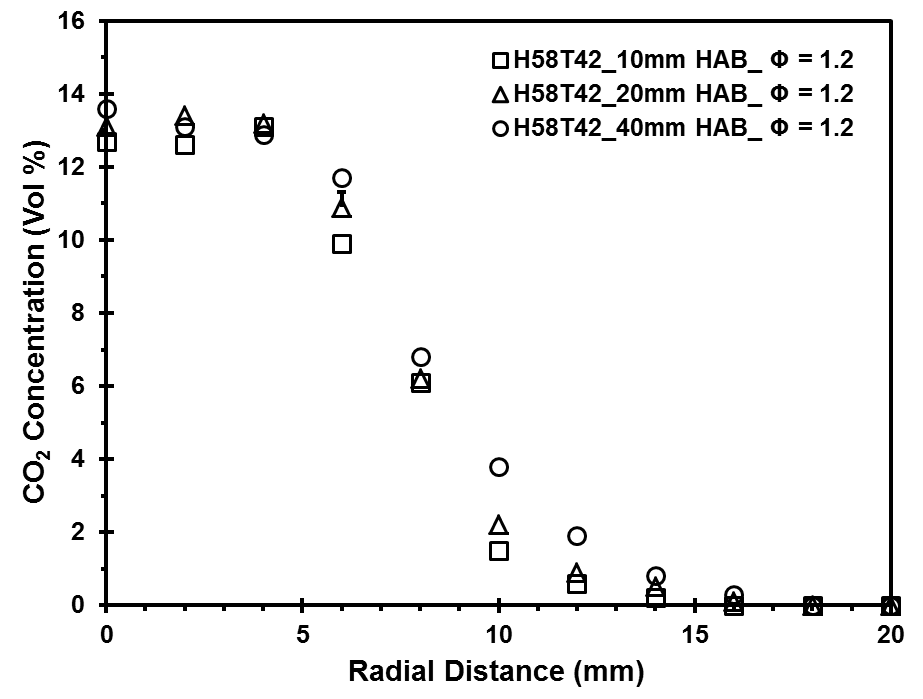 16
14
12
10
8
6
4
2
0
CO2 Concentration (Vol %)
H58T42_10mm HAB_ Φ = 1.2
H58T42_20mm HAB_ Φ = 1.2
H58T42_40mm HAB_ Φ = 1.2
0 5 10 15 20
Radial Distance (mm)